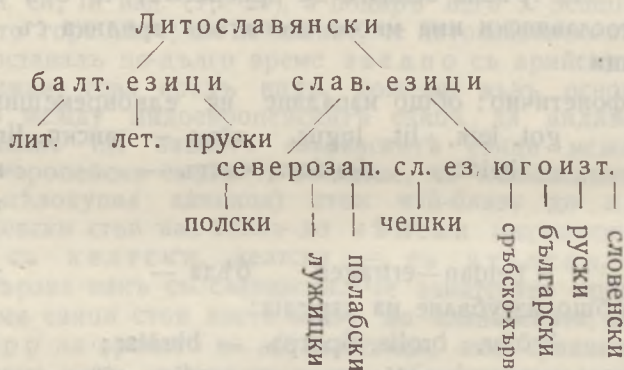 Литославянски
балт. езици слав. езици
лит. лет. пруски
северозап. сл. ез югоизт.
полски чешки
лужишки
полабски
сръбскохърв
български
руски
словенски